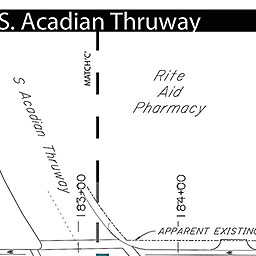 S. Acadian Thruway
MATCH 'C'
Rite
Aid
Pharmacy
S Acadian Thruway
183+00
184+00
APPARENT EXISTING